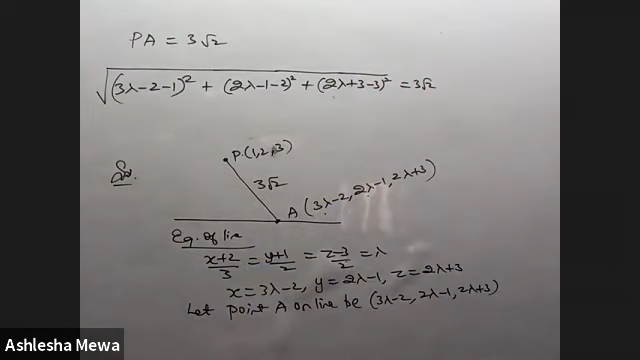 PA = 3√2
√((3λ-2-1)² + (2λ-1-2)² + (2λ+3-3)²) = 3√2
Sol.
P.(1,2,3)
3√2
A (3λ-2, 2λ-1, 2λ+3)
Eq. of line
x+2/3 = y+1/2 = z-3/2 = λ
x = 3λ-2, y = 2λ-1, z = 2λ+3
Let point A on line be (3λ-2, 2λ-1, 2λ+3)
Ashlesha Mewa